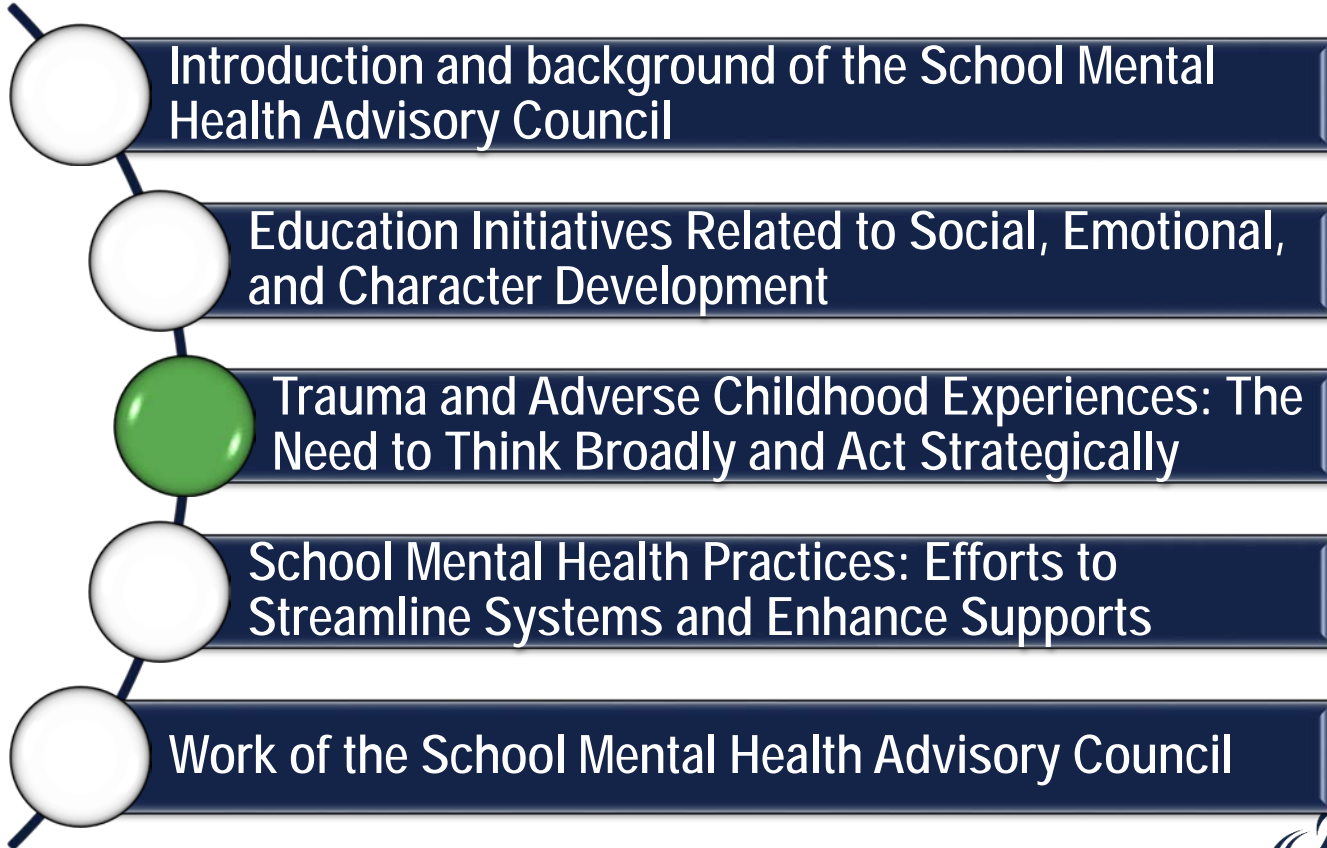 Introduction and background of the School Mental
Health Advisory Council
Education Initiatives Related to Social, Emotional,
and Character Development
Trauma and Adverse Childhood Experiences: The
Need to Think Broadly and Act Strategically
School Mental Health Practices: Efforts to
Streamline Systems and Enhance Supports
Work of the School Mental Health Advisory Council